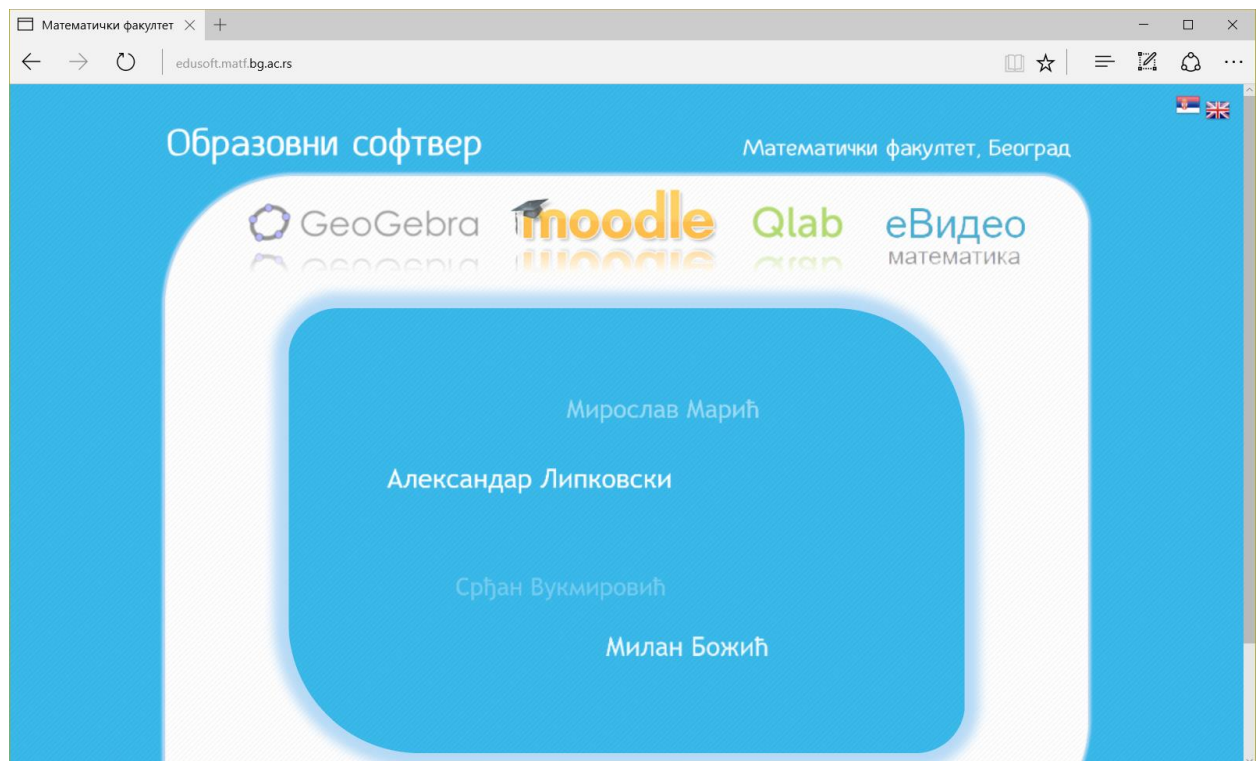 Математички факултет
edusoft.matf.bg.ac.rs
Образовни софтвер
Математички факултет, Београд
GeoGebra moodle Qlab еВидео
математика
Мирослав Марић
Александар Липковски
Срђан Вукмировић
Милан Божић